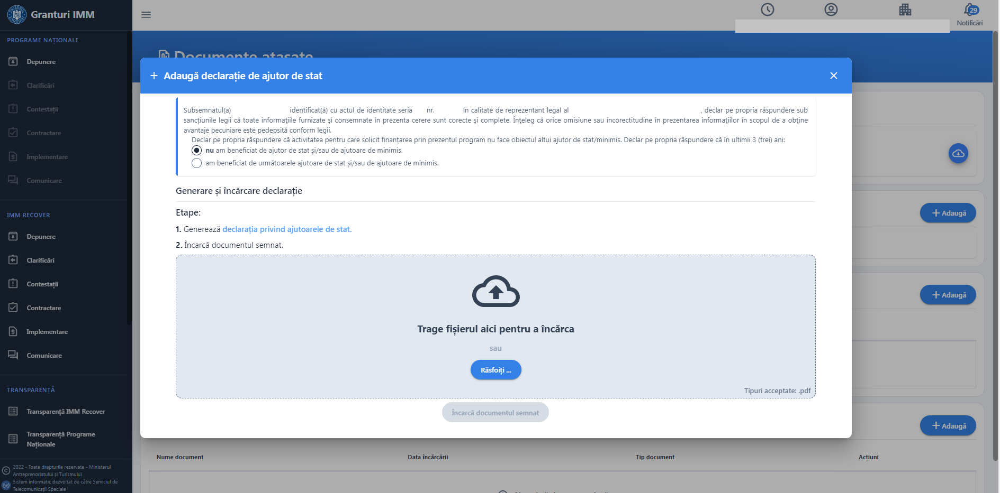 Granturi IMM
PROGRAME NAȚIONALE
Depunere
Clarificări
Contestații
Contractare
Implementare
Comunicare
IMM RECOVER
Depunere
Clarificări
Contestații
Contractare
Implementare
Comunicare
TRANSPARENȚĂ
Transparență IMM Recover
Transparență Programe
Naționale
2022 - Toate drepturile rezervate - Ministerul
Antreprenoriatului și Turismului
Sistem informatic dezvoltat de către Serviciul de
Telecomunicații Speciale
29
Notificări
Documente atașate
Adaugă declarație de ajutor de stat
Subsemnatul(a) identificat(ă) cu actul de identitate seria nr. în calitate de reprezentant legal al , declar pe propria răspundere sub
sancțiunile legii că toate informațiile furnizate și consemnate în prezenta cerere sunt corecte și complete. Înțeleg că orice omisiune sau incorectitudine în prezentarea informațiilor în scopul de a obține
avantaje pecuniare este pedepsită conform legii.
Declar pe propria răspundere că activitatea pentru care solicit finanțarea prin prezentul program nu face obiectul altui ajutor de stat/minimis. Declar pe propria răspundere că în ultimii 3 (trei) ani:
nu am beneficiat de ajutor de stat și/sau de ajutoare de minimis.
am beneficiat de următoarele ajutoare de stat și/sau de ajutoare de minimis.
Generare și încărcare declarație
Etape:
1. Generează declarația privind ajutoarele de stat.
2. Încarcă documentul semnat.
Trage fișierul aici pentru a încărca
sau
Răsfoiți ...
Tipuri acceptate: .pdf
Încarcă documentul semnat
Adaugă
Adaugă
Adaugă
Nume document Data încărcării Tip document Acțiuni